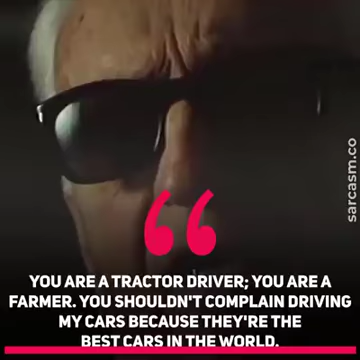 sarcasm.co
YOU ARE A TRACTOR DRIVER; YOU ARE A
FARMER. YOU SHOULDN'T COMPLAIN DRIVING
MY CARS BECAUSE THEY'RE THE
BEST CARS IN THE WORLD.